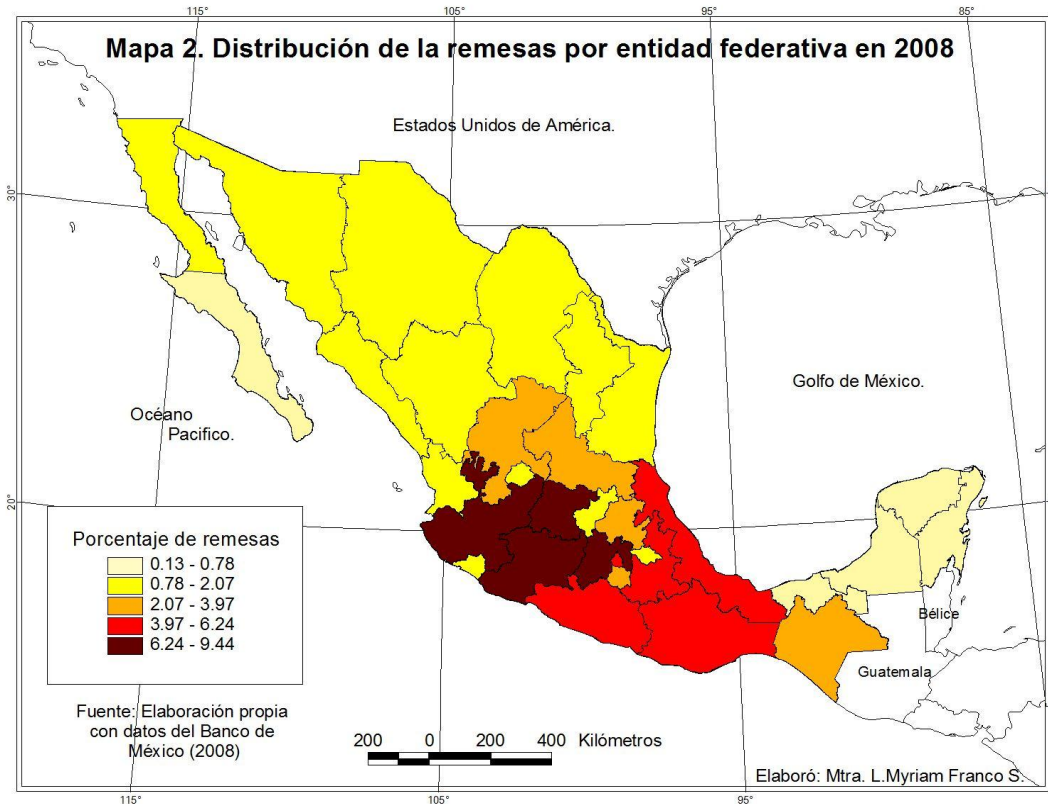 115°
105°
95°
85°
Mapa 2. Distribución de la remesas por entidad federativa en 2008
Estados Unidos de América.
30°
Golfo de México.
Océano
Pacifico.
20°
Porcentaje de remesas
0.13 - 0.78
0.78 - 2.07
2.07 - 3.97
3.97 - 6.24
6.24 - 9.44
Bélice
Guatemala
Fuente: Elaboración propia
con datos del Banco de
México (2008)
200 0 200 400 Kilómetros
Elaboró: Mtra. L.Myriam Franco S.
115°
105°
95°